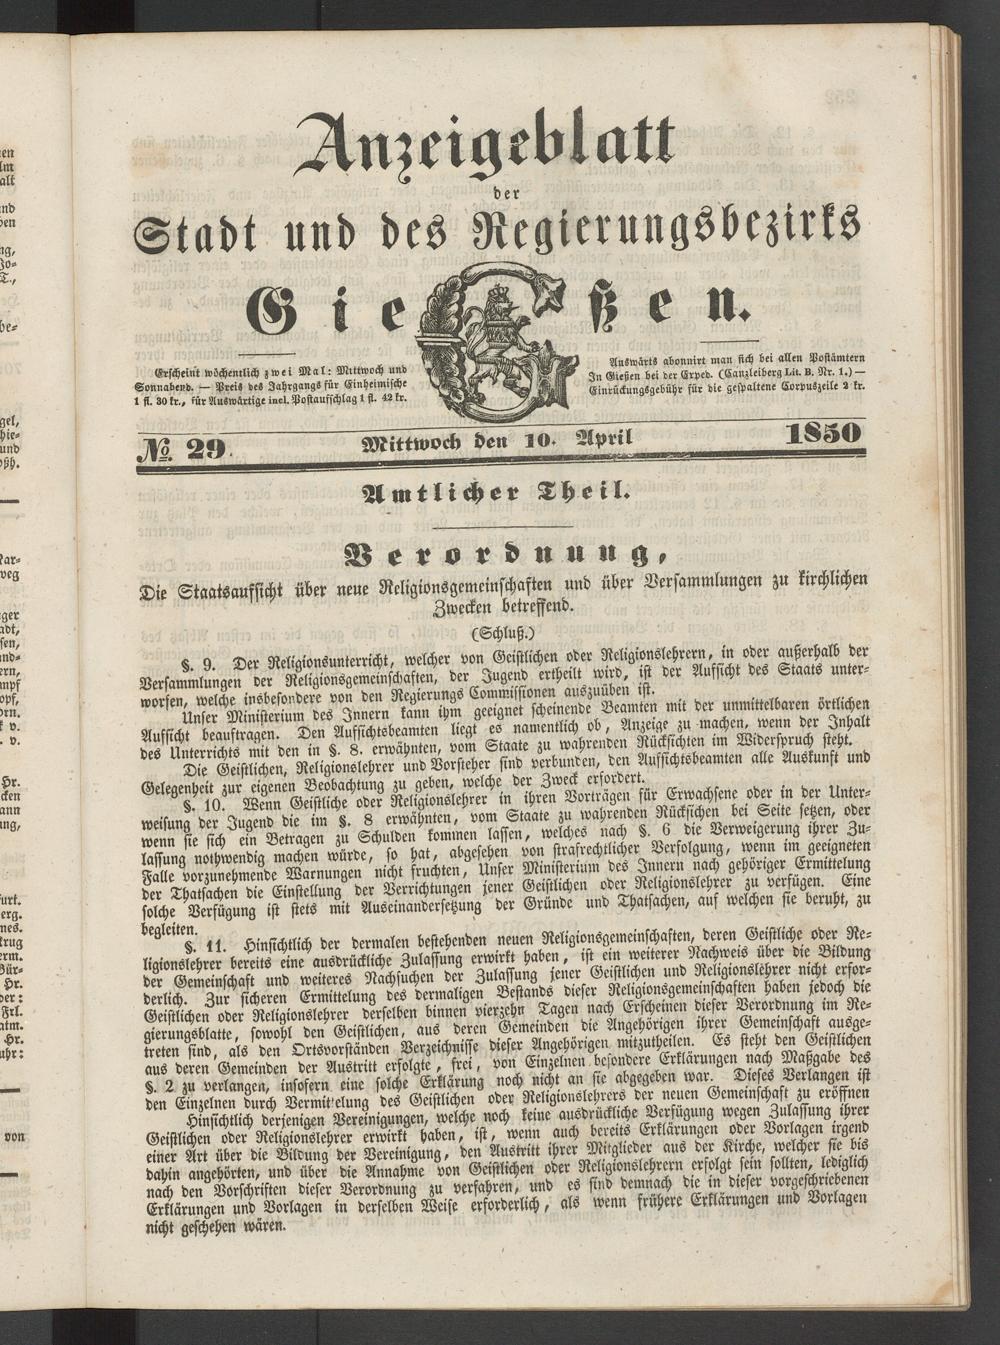 Anzeigeblatt
der
Stadt und des Regierungsbezirks
Gießen.
Erscheint wöchentlich zwei Mal: Mittwoch und
Sonnabend. — Preis des Jahrgangs für Einheimische
1 fl. 30 kr., für Auswärtige incl. Postaufschlag 1 fl. 42 kr.
Auswärts abonnirt man sich bei allen Postämtern
In Gießen bei der Exped. (Canzleiberg Lit. B. Nr. 1.) —
Einrückungsgebühr für die gespaltene Corpuszeile 2 kr.
№ 29. Mittwoch den 10. April 1850
Amtlicher Theil.
Verordnung,
Die Staatsaufsicht über neue Religionsgemeinschaften und über Versammlungen zu kirchlichen
Zwecken betreffend.
(Schluß.)
§. 9. Der Religionsunterricht, welcher von Geistlichen oder Religionslehrern, in oder außerhalb der
Versammlungen der Religionsgemeinschaften, der Jugend ertheilt wird, ist der Aufsicht des Staats unter-
worfen, welche insbesondere von den Regierungs Commissionen auszuüben ist.
Unser Ministerium des Innern kann ihm geeignet scheinende Beamten mit der unmittelbaren örtlichen
Aufsicht beauftragen. Den Aufsichtsbeamten liegt es namentlich ob, Anzeige zu machen, wenn der Inhalt
des Unterrichts mit den in §. 8. erwähnten, vom Staate zu wahrenden Rücksichten im Widerspruch steht.
Die Geistlichen, Religionslehrer und Vorsteher sind verbunden, den Aufsichtsbeamten alle Auskunft und
Gelegenheit zur eigenen Beobachtung zu geben, welche der Zweck erfordert.
§. 10. Wenn Geistliche oder Religionslehrer in ihren Vorträgen für Erwachsene oder in der Unter-
weisung der Jugend die im §. 8 erwähnten, vom Staate zu wahrenden Rücksichen bei Seite setzen, oder
wenn sie sich ein Betragen zu Schulden kommen lassen, welches nach §. 6 die Verweigerung ihrer Zu-
lassung nothwendig machen würde, so hat, abgesehen von strafrechtlicher Verfolgung, wenn im geeigneten
Falle vorzunehmende Warnungen nicht fruchten, Unser Ministerium des Innern nach gehöriger Ermittelung
der Thatsachen die Einstellung der Verrichtungen jener Geistlichen oder Religionslehrer zu verfügen. Eine
solche Verfügung ist stets mit Auseinandersetzung der Gründe und Thatsachen, auf welchen sie beruht, zu
begleiten.
§. 11. Hinsichtlich der dermalen bestehenden neuen Religionsgemeinschaften, deren Geistliche oder Re-
ligionslehrer bereits eine ausdrückliche Zulassung erwirkt haben, ist ein weiterer Nachweis über die Bildung
der Gemeinschaft und weiteres Nachsuchen der Zulassung jener Geistlichen und Religionslehrer nicht erfor-
derlich. Zur sicheren Ermittelung des dermaligen Bestands dieser Religionsgemeinschaften haben jedoch die
Geistlichen oder Religionslehrer derselben binnen vierzehn Tagen nach Erscheinen dieser Verordnung im Re-
gierungsblatte, sowohl den Geistlichen, aus deren Gemeinden die Angehörigen ihrer Gemeinschaft ausge-
treten sind, als den Ortsvorständen Verzeichnisse dieser Angehörigen mitzutheilen. Es steht den Geistlichen
aus deren Gemeinden der Austritt erfolgte, frei, von Einzelnen besondere Erklärungen nach Maßgabe des
§. 2 zu verlangen, insofern eine solche Erklärung noch nicht an sie abgegeben war. Dieses Verlangen ist
den Einzelnen durch Vermittelung des Geistlichen oder Religionslehrers der neuen Gemeinschaft zu eröffnen
Hinsichtlich derjenigen Vereinigungen, welche noch keine ausdrückliche Verfügung wegen Zulassung ihrer
Geistlichen oder Religionslehrer erwirkt haben, ist, wenn auch bereits Erklärungen oder Vorlagen irgend
einer Art über die Bildung der Vereinigung, den Austritt ihrer Mitglieder aus der Kirche, welcher sie bis
dahin angehörten, und über die Annahme von Geistlichen oder Religionslehrern erfolgt sein sollten, lediglich
nach den Vorschriften dieser Verordnung zu verfahren, und es sind demnach die in dieser vorgeschriebenen
Erklärungen und Vorlagen in derselben Weise erforderlich, als wenn frühere Erklärungen und Vorlagen
nicht geschehen wären.